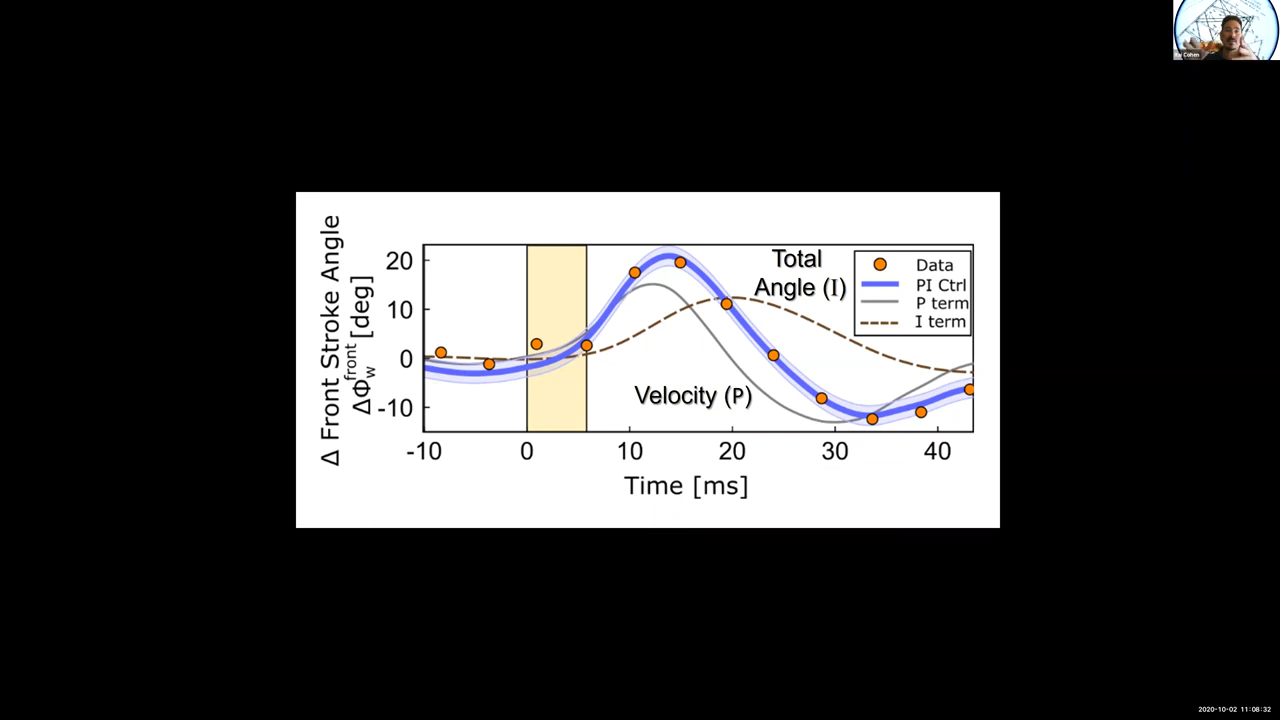 Cohen
Δ Front Stroke Angle
ΔΦ_w^front [deg]
20
10
0
-10
-10
0
10
20
30
40
Time [ms]
Total
Angle (I)
Velocity (P)
Data
PI Ctrl
P term
I term
2020-10-02 11:08:32